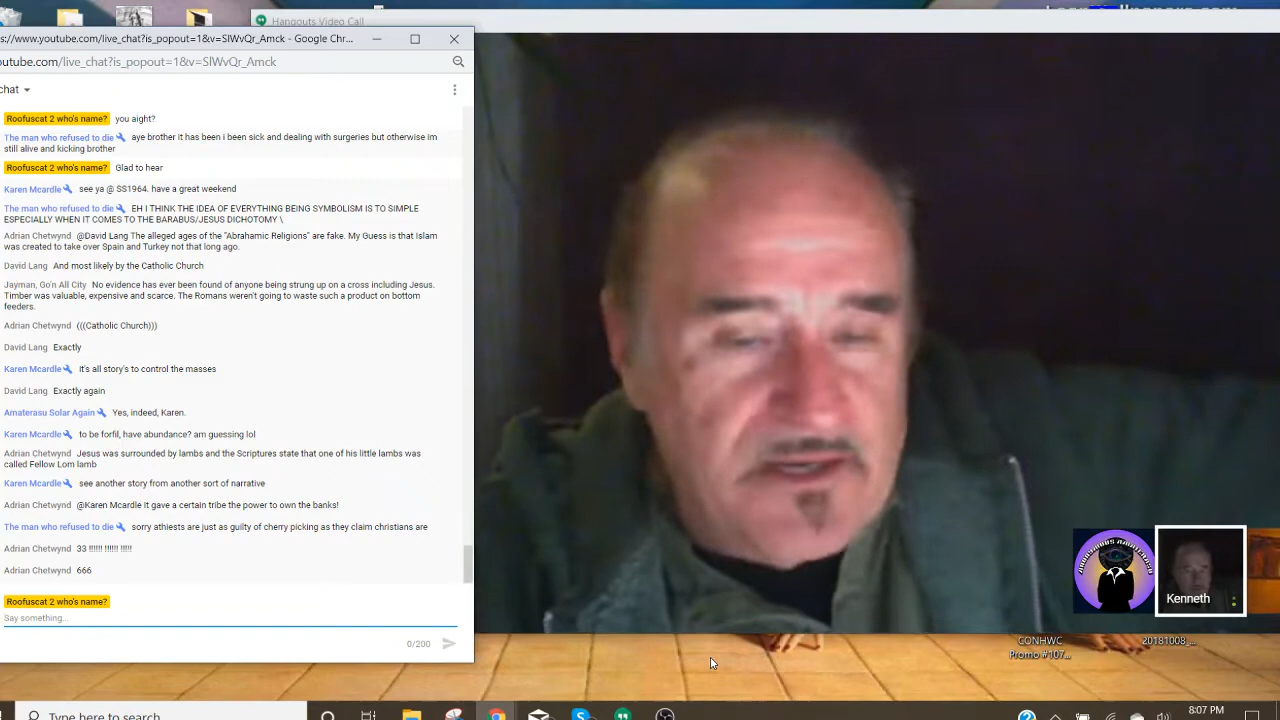 Hangouts Video Call
s://www.youtube.com/live_chat?is_popout=1&v=SlWvQr_Amck - Google Chr...
outube.com/live_chat?is_popout=1&v=SlWvQr_Amck
chat
Roofuscat 2 who's name? you aight?
The man who refused to die aye brother it has been i been sick and dealing with surgeries but otherwise im
still alive and kicking brother
Roofuscat 2 who's name? Glad to hear
Karen Mcardle see ya @ SS1964. have a great weekend
The man who refused to die EH I THINK THE IDEA OF EVERYTHING BEING SYMBOLISM IS TO SIMPLE
ESPECIALLY WHEN IT COMES TO THE BARABUS/JESUS DICHOTOMY \
Adrian Chetwynd @David Lang The alleged ages of the "Abrahamic Religions" are fake. My Guess is that Islam
was created to take over Spain and Turkey not that long ago.
David Lang And most likely by the Catholic Church
Jayman, Go'n All City No evidence has ever been found of anyone being strung up on a cross including Jesus.
Timber was valuable, expensive and scarce. The Romans weren't going to waste such a product on bottom
feeders.
Adrian Chetwynd (((Catholic Church)))
David Lang Exactly
Karen Mcardle it's all story's to control the masses
David Lang Exactly again
Amaterasu Solar Again Yes, indeed, Karen.
Karen Mcardle to be forfil, have abundance? am guessing lol
Adrian Chetwynd Jesus was surrounded by lambs and the Scriptures state that one of his little lambs was
called Fellow Lom lamb
Karen Mcardle see another story from another sort of narrative
Adrian Chetwynd @Karen Mcardle It gave a certain tribe the power to own the banks!
The man who refused to die sorry athiests are just as guilty of cherry picking as they claim christians are
Adrian Chetwynd 33 !!!!!! !!!!!! !!!!!
Adrian Chetwynd 666
Roofuscat 2 who's name?
Say something...
0/200
Kenneth
CONHWC
Promo #107...
20181008_...
Type here to search
8:07 PM